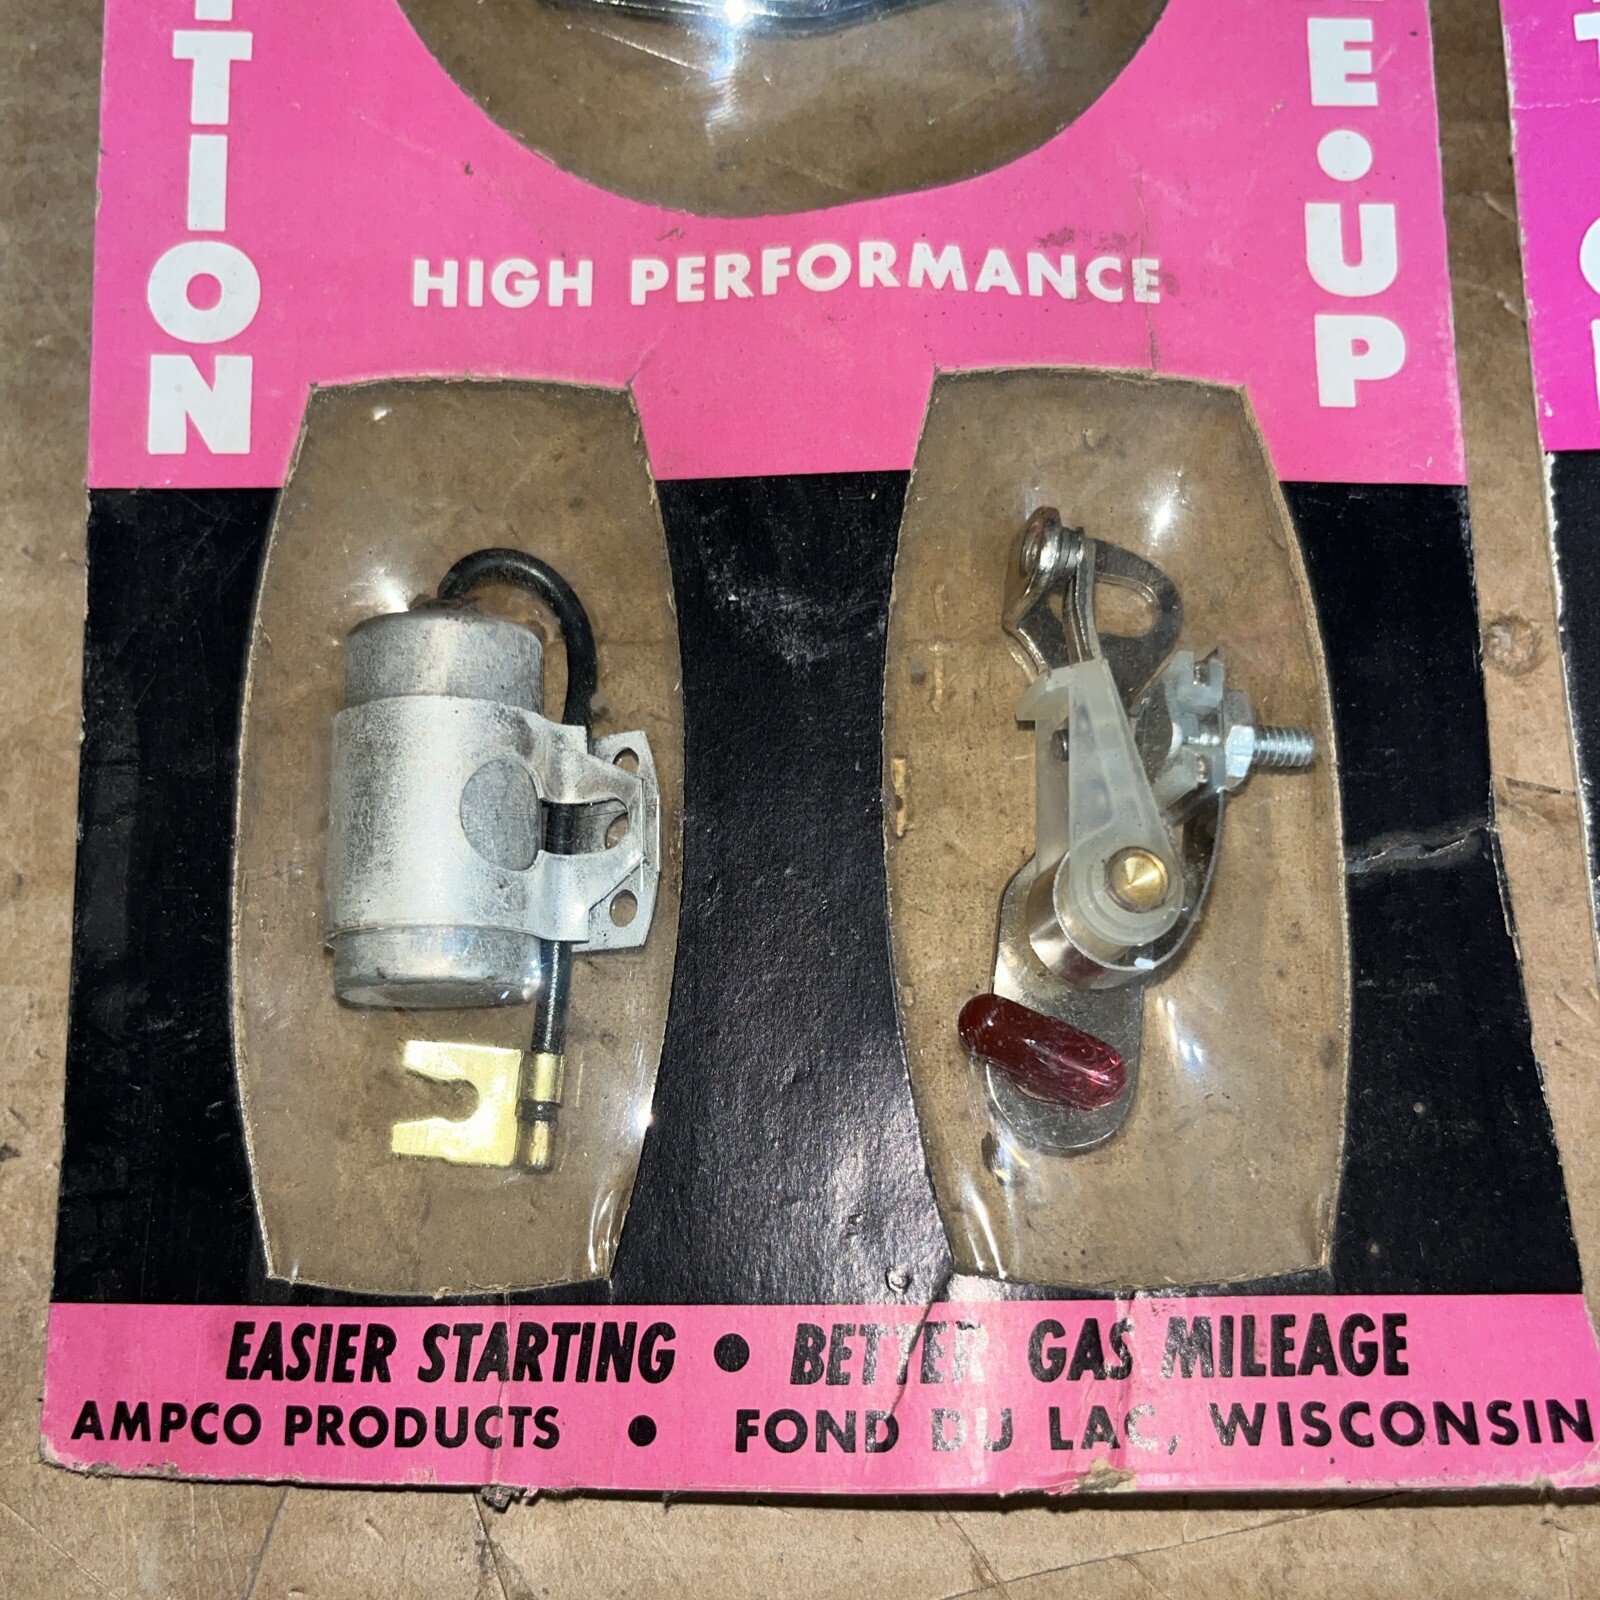 TION
E·UP
HIGH PERFORMANCE
EASIER STARTING • BETTER GAS MILEAGE
AMPCO PRODUCTS • FOND DU LAC, WISCONSIN